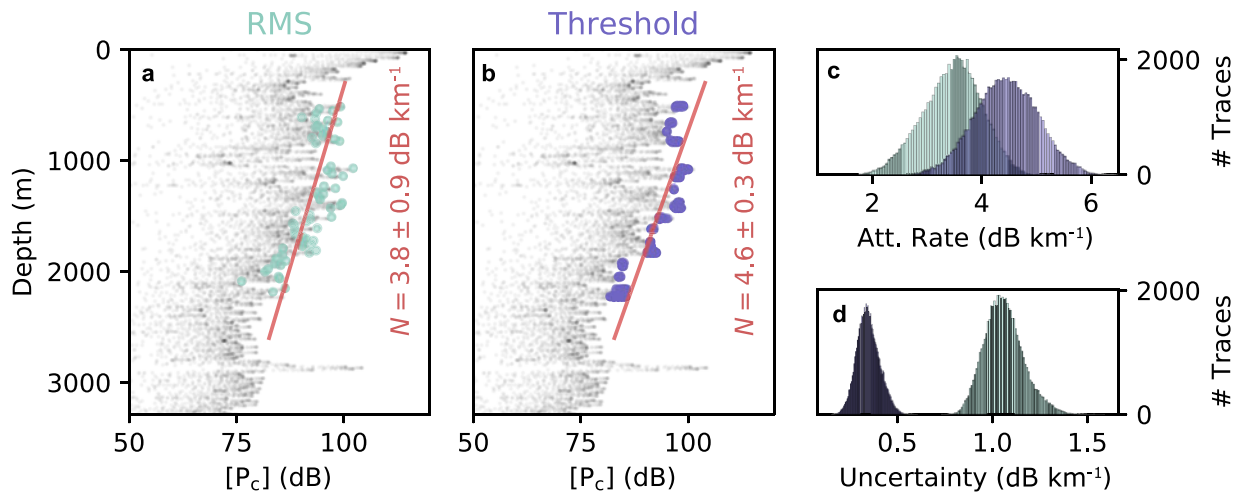 RMS
Threshold
0
1000
2000
3000
Depth (m)
a
N = 3.8 ± 0.9 dB km⁻¹
50
75
100
[P_c] (dB)
b
N = 4.6 ± 0.3 dB km⁻¹
50
75
100
[P_c] (dB)
c
2000
0
# Traces
2
4
6
Att. Rate (dB km⁻¹)
d
2000
0
# Traces
0.5
1.0
1.5
Uncertainty (dB km⁻¹)